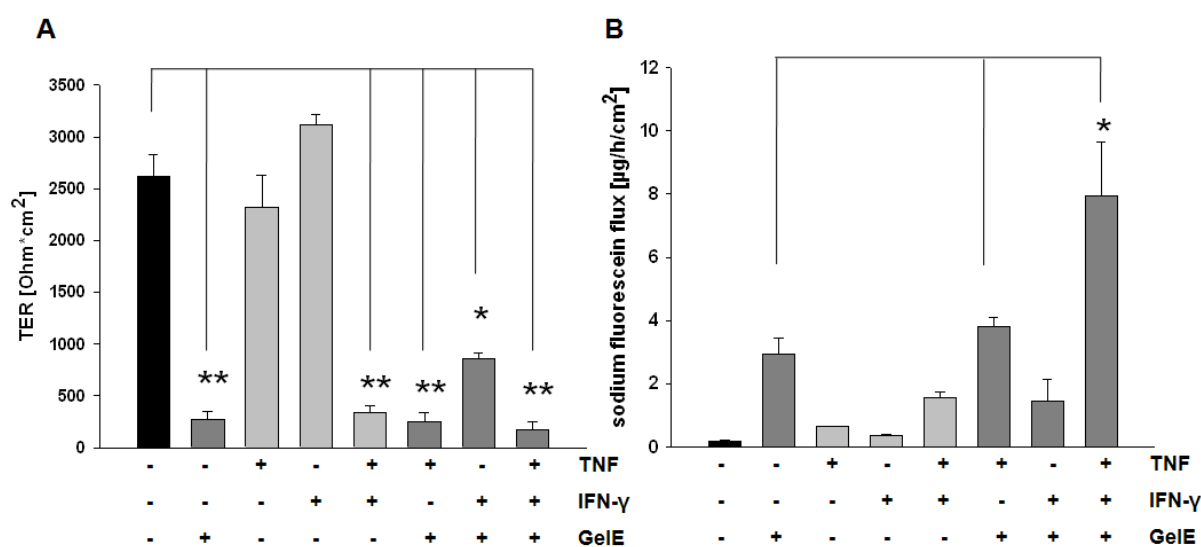 A
TER [Ohm*cm2]
3500
3000
2500
2000
1500
1000
500
0
** ** ** * **
- - + - + + - + TNF
- - - + + - + + IFN-γ
- + - - - + + + GelE
B
sodium fluorescein flux [µg/h/cm2]
12
10
8
6
4
2
0
*
- - + - + + - + TNF
- - - + + - + + IFN-γ
- + - - - + + + GelE